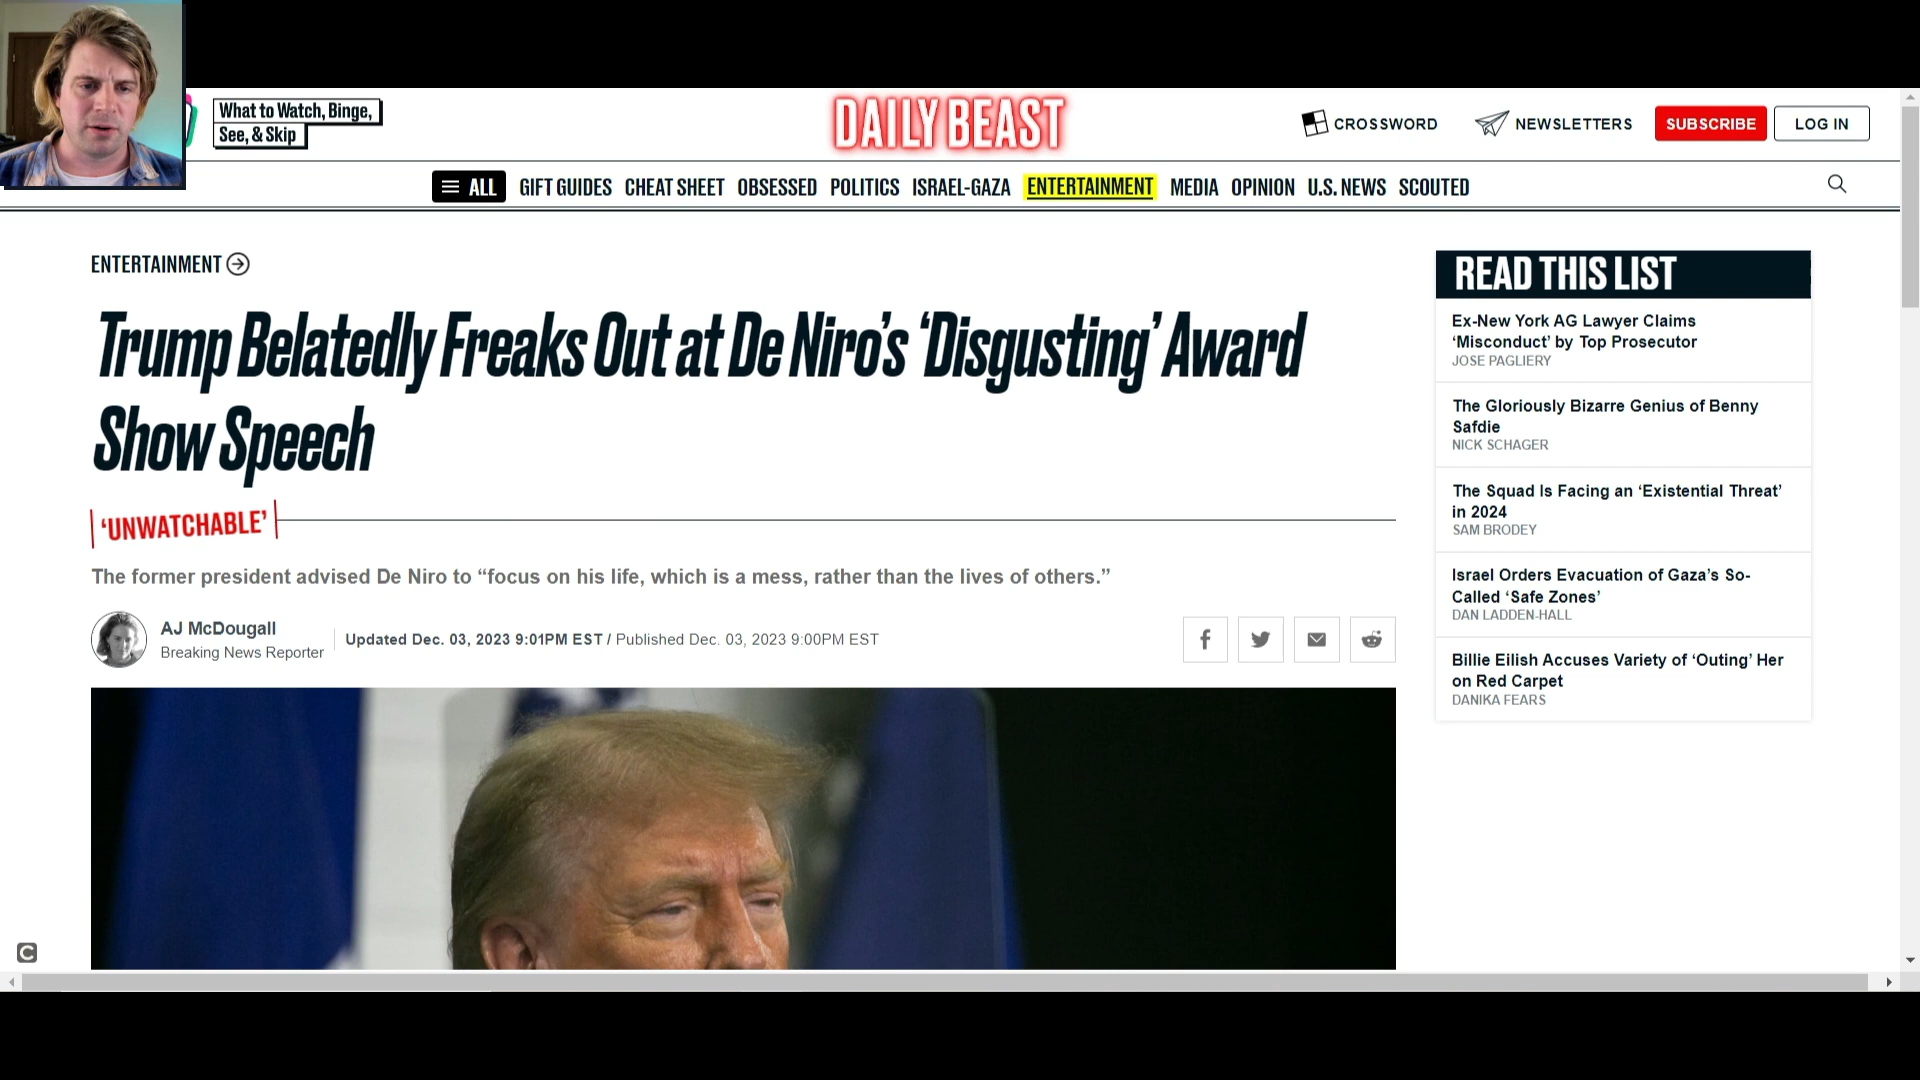 What to Watch, Binge,
See, & Skip
DAILY BEAST
CROSSWORD
NEWSLETTERS
SUBSCRIBE
LOG IN
ALL
GIFT GUIDES
CHEAT SHEET
OBSESSED
POLITICS
ISRAEL-GAZA
ENTERTAINMENT
MEDIA
OPINION
U.S. NEWS
SCOUTED
ENTERTAINMENT
Trump Belatedly Freaks Out at De Niro’s ‘Disgusting’ Award
Show Speech
‘UNWATCHABLE’
The former president advised De Niro to “focus on his life, which is a mess, rather than the lives of others.”
AJ McDougall
Breaking News Reporter
Updated Dec. 03, 2023 9:01PM EST / Published Dec. 03, 2023 9:00PM EST
READ THIS LIST
Ex-New York AG Lawyer Claims
‘Misconduct’ by Top Prosecutor
JOSE PAGLIERY
The Gloriously Bizarre Genius of Benny
Safdie
NICK SCHAGER
The Squad Is Facing an ‘Existential Threat’
in 2024
SAM BRODEY
Israel Orders Evacuation of Gaza’s So-
Called ‘Safe Zones’
DAN LADDEN-HALL
Billie Eilish Accuses Variety of ‘Outing’ Her
on Red Carpet
DANIKA FEARS
C